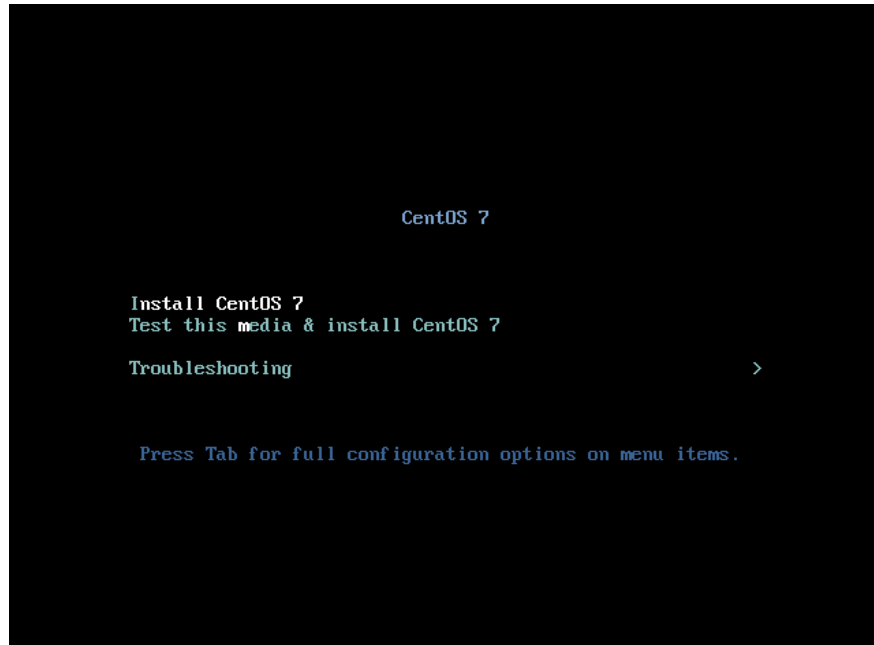 CentOS 7
Install CentOS 7
Test this media & install CentOS 7
Troubleshooting >
Press Tab for full configuration options on menu items.